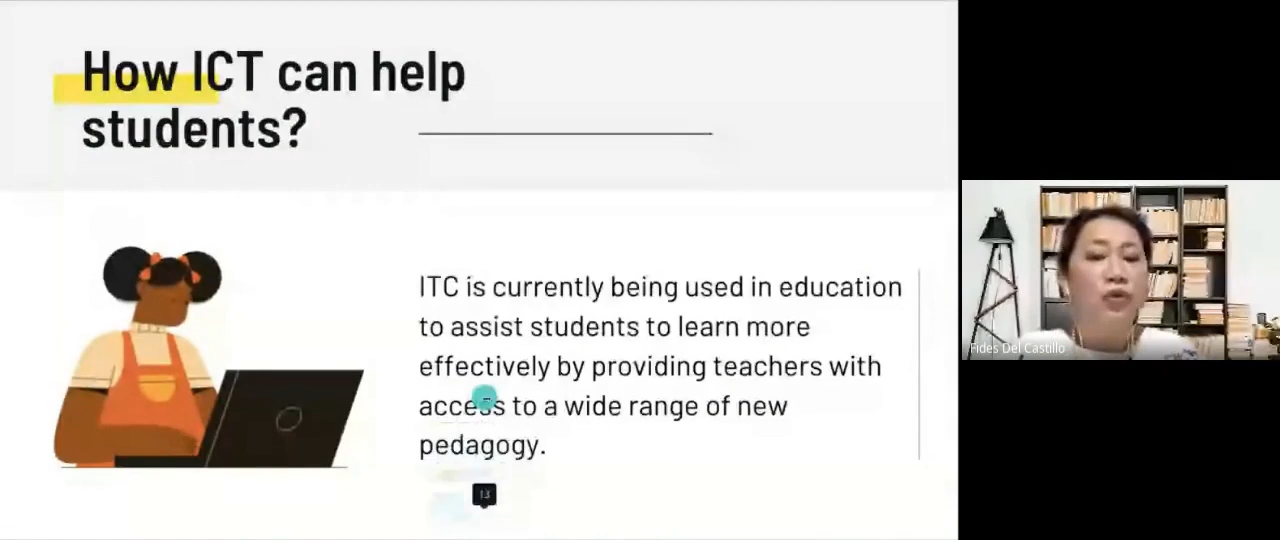 How ICT can help
students?
ITC is currently being used in education
to assist students to learn more
effectively by providing teachers with
access to a wide range of new
pedagogy.
13
Fides Del Castillo